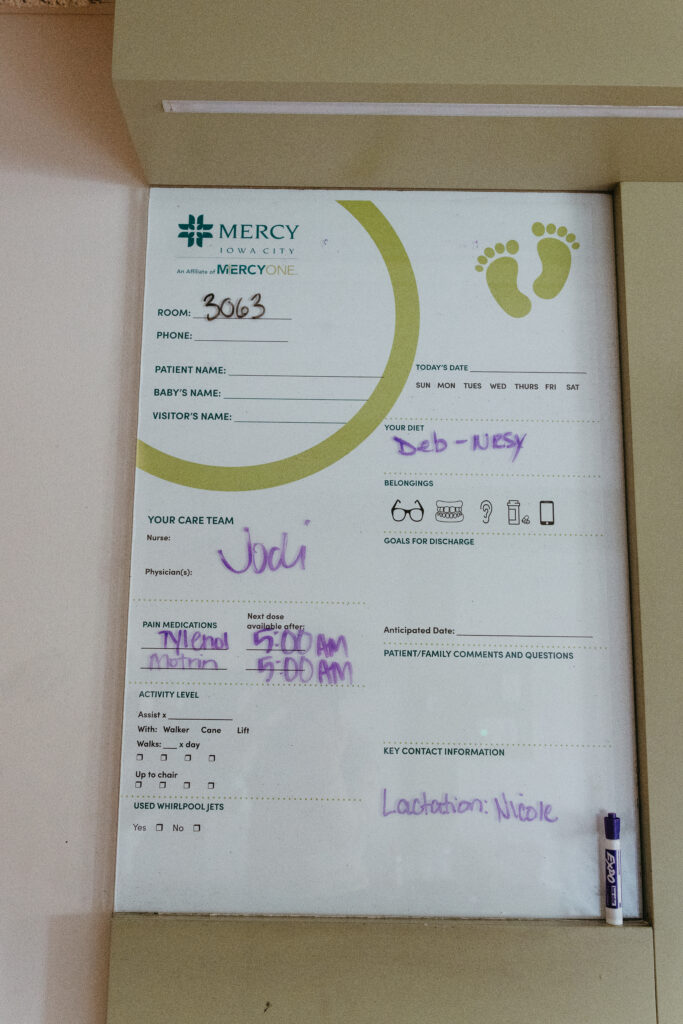 MERCY
IOWA CITY
An Affiliate of MERCYONE
ROOM: 3063
PHONE:
PATIENT NAME:
BABY'S NAME:
VISITOR'S NAME:
TODAY'S DATE
SUN MON TUES WED THURS FRI SAT
YOUR DIET
Deb - NRSY
BELONGINGS
YOUR CARE TEAM
Nurse:
Jodi
Physician(s):
GOALS FOR DISCHARGE
Anticipated Date:
PAIN MEDICATIONS
Next dose
available after:
Tylenol 5:00 AM
Motrin 5:00 AM
PATIENT/FAMILY COMMENTS AND QUESTIONS
ACTIVITY LEVEL
Assist x
With: Walker Cane Lift
Walks: x day
Up to chair
USED WHIRLPOOL JETS
Yes No
KEY CONTACT INFORMATION
Lactation: Nicole
EXPO